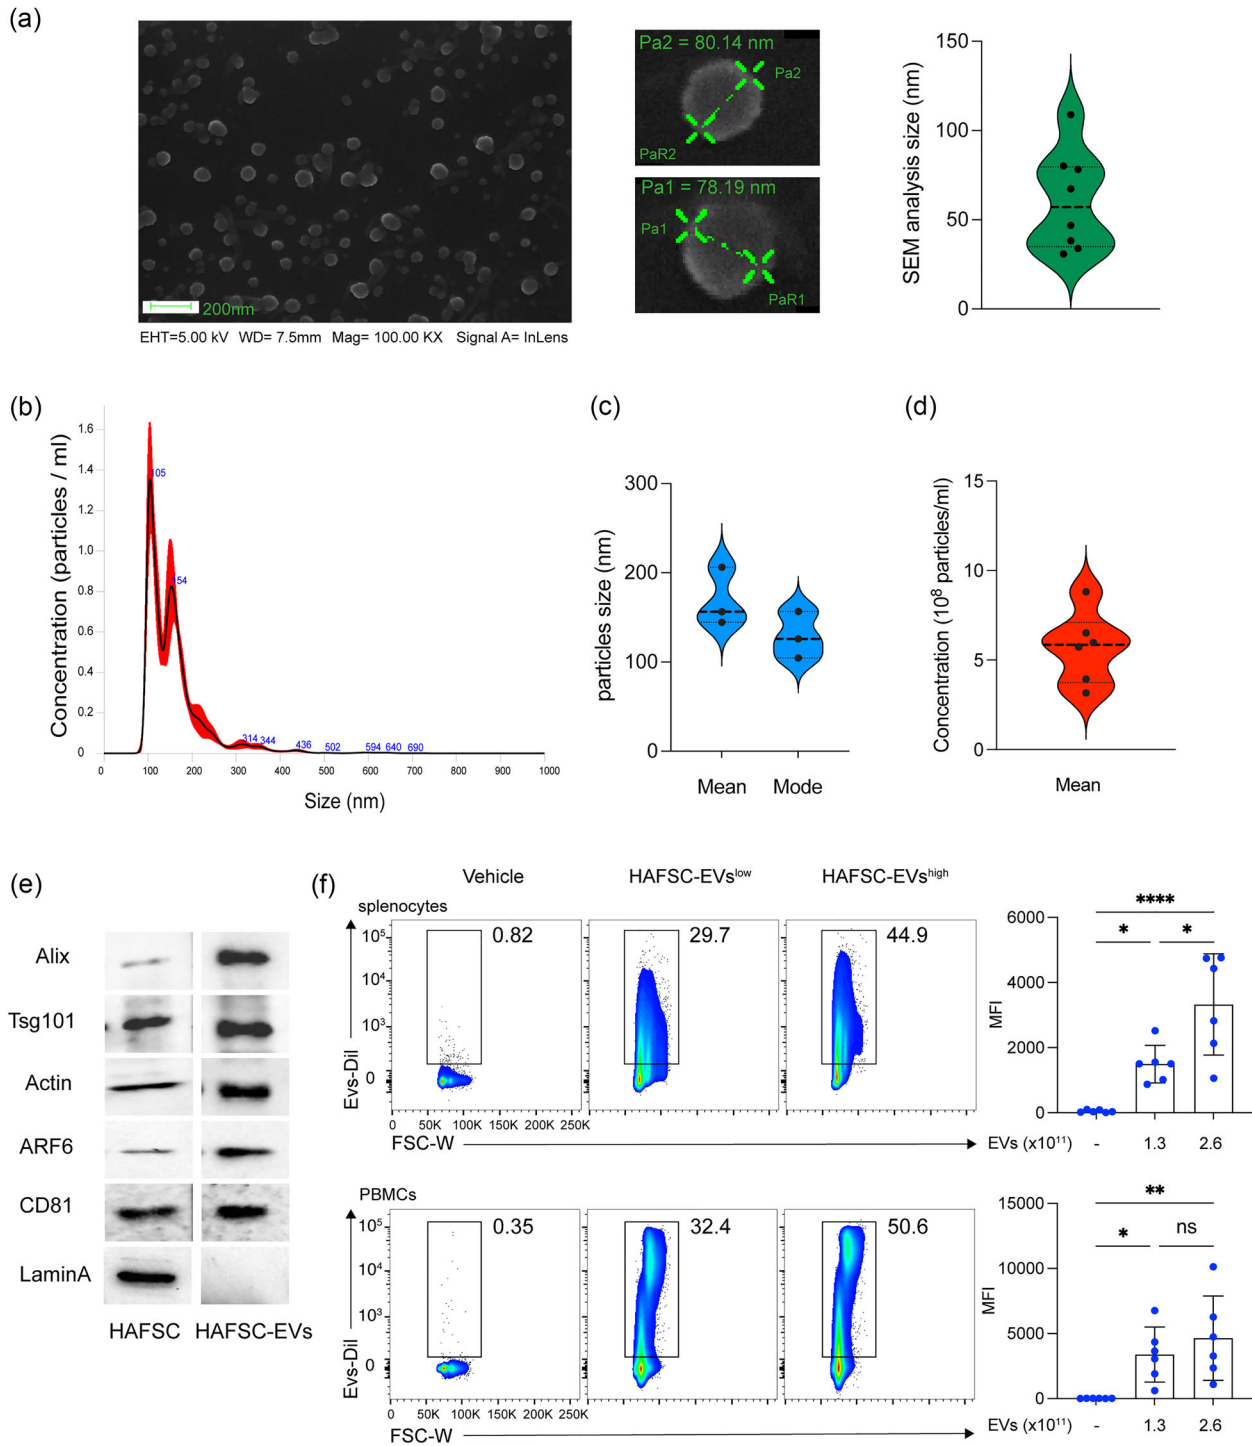 (a)
200nm
EHT=5.00 kV WD= 7.5mm Mag= 100.00 KX Signal A= InLens
Pa2 = 80.14 nm
Pa2
PaR2
Pa1 = 78.19 nm
Pa1
PaR1
SEM analysis size (nm)
150
100
50
0
(b)
Concentration (particles / ml)
1.6
1.4
1.2
1.0
0.8
0.6
0.4
0.2
0
105
154
314
344
436
502
594
640
690
0 100 200 300 400 500 600 700 800 900 1000
Size (nm)
(c)
particles size (nm)
300
200
100
0
Mean Mode
(d)
Concentration (10⁸ particles/ml)
15
10
5
0
Mean
(e)
Alix
Tsg101
Actin
ARF6
CD81
LaminA
HAFSC HAFSC-EVs
(f)
Vehicle HAFSC-EVsˡᵒʷ HAFSC-EVsʰⁱᵍʰ
splenocytes
0.82 29.7 44.9
10⁵
10⁴
10³
0
Evs-Dil
0 50K 100K 150K 200K 250K
FSC-W
****
* *
MFI
6000
4000
2000
0
EVs (x10¹¹) - 1.3 2.6
PBMCs
0.35 32.4 50.6
10⁵
10⁴
10³
0
Evs-Dil
0 50K 100K 150K 200K 250K
FSC-W
**
* ns
MFI
15000
10000
5000
0
EVs (x10¹¹) - 1.3 2.6